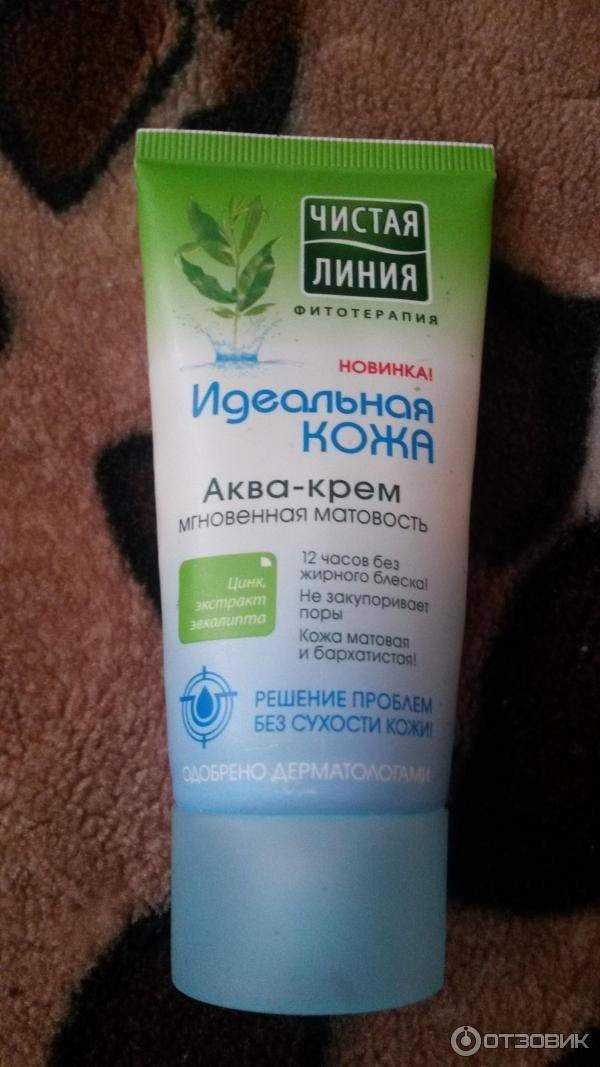 ЧИСТАЯ
ЛИНИЯ
ФИТОТЕРАПИЯ
НОВИНКА!
Идеальная
КОЖА
Аква-крем
мгновенная матовость
Цинк,
экстракт
эвкалипта
12 часов без
жирного блеска!
Не закупоривает
поры
Кожа матовая
и бархатистая!
РЕШЕНИЕ ПРОБЛЕМ
БЕЗ СУХОСТИ КОЖИ!
ОДОБРЕНО ДЕРМАТОЛОГАМИ
ОТЗОВИК